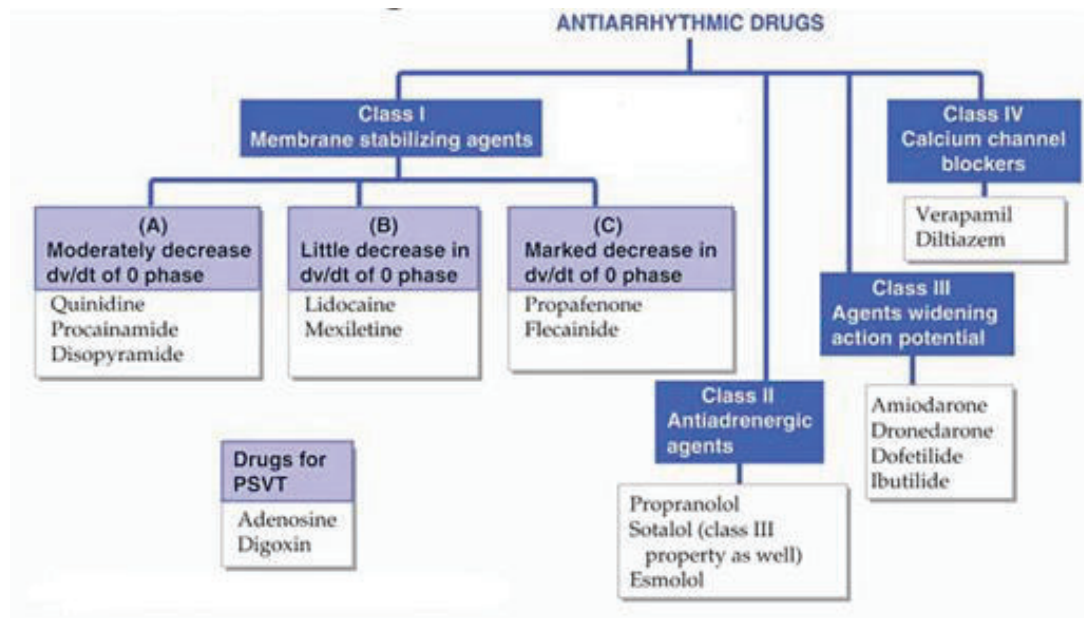 ANTIARRHYTHMIC DRUGS
Class I
Membrane stabilizing agents
(A)
Moderately decrease
dv/dt of 0 phase
Quinidine
Procainamide
Disopyramide
(B)
Little decrease in
dv/dt of 0 phase
Lidocaine
Mexiletine
(C)
Marked decrease in
dv/dt of 0 phase
Propafenone
Flecainide
Class IV
Calcium channel
blockers
Verapamil
Diltiazem
Class III
Agents widening
action potential
Amiodarone
Dronedarone
Dofetilide
Ibutilide
Class II
Antiadrenergic
agents
Propranolol
Sotalol (class III
property as well)
Esmolol
Drugs for
PSVT
Adenosine
Digoxin